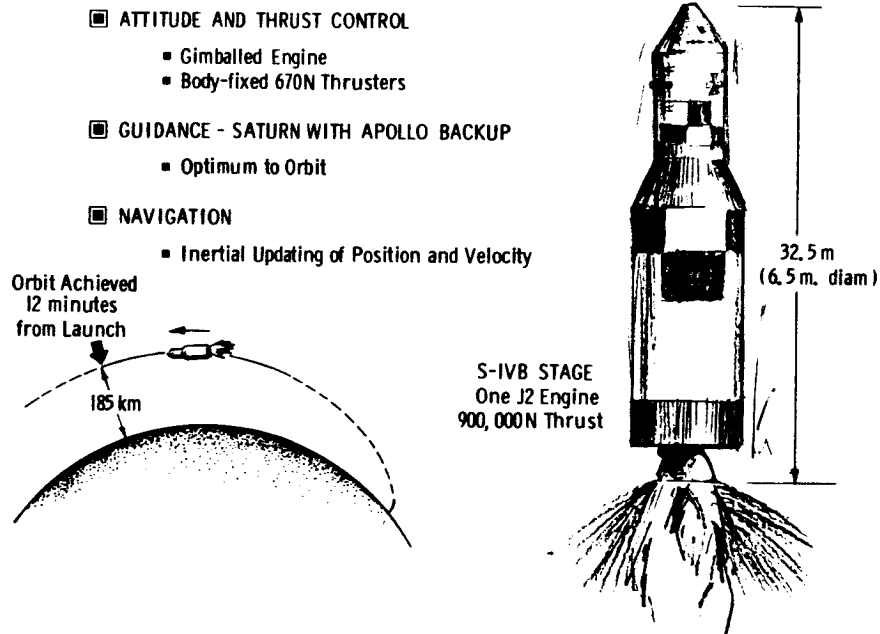 ATTITUDE AND THRUST CONTROL
Gimballed Engine
Body-fixed 670N Thrusters
GUIDANCE - SATURN WITH APOLLO BACKUP
Optimum to Orbit
NAVIGATION
Inertial Updating of Position and Velocity
Orbit Achieved
12 minutes
from Launch
185 km
S-IVB STAGE
One J2 Engine
900,000N Thrust
32.5 m
(6.5 m. diam)